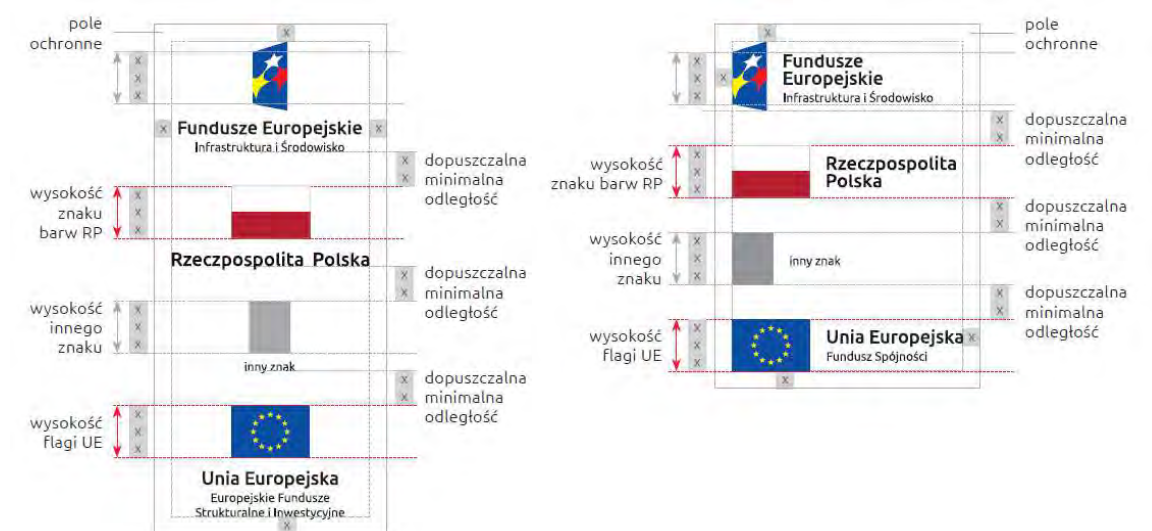 pole
ochronne
x
x
x
x
x
Fundusze Europejskie
x
Infrastruktura i Środowisko
x
x
dopuszczalna
minimalna
odległość
wysokość
znaku
barw RP
x
x
x
Rzeczpospolita Polska
x
x
dopuszczalna
minimalna
odległość
wysokość
innego
znaku
x
x
x
inny znak
x
x
dopuszczalna
minimalna
odległość
wysokość
flagi UE
x
x
x
Unia Europejska
Europejskie Fundusze
Strukturalne i Inwestycyjne
x
pole
ochronne
x
x
x
x
x
Fundusze
Europejskie
Infrastruktura i Środowisko
x
x
dopuszczalna
minimalna
odległość
wysokość
znaku barw RP
x
x
x
Rzeczpospolita
Polska
x
x
dopuszczalna
minimalna
odległość
wysokość
innego
znaku
x
x
x
inny znak
x
x
dopuszczalna
minimalna
odległość
wysokość
flagi UE
x
x
x
Unia Europejska
x
Fundusz Spójności
x